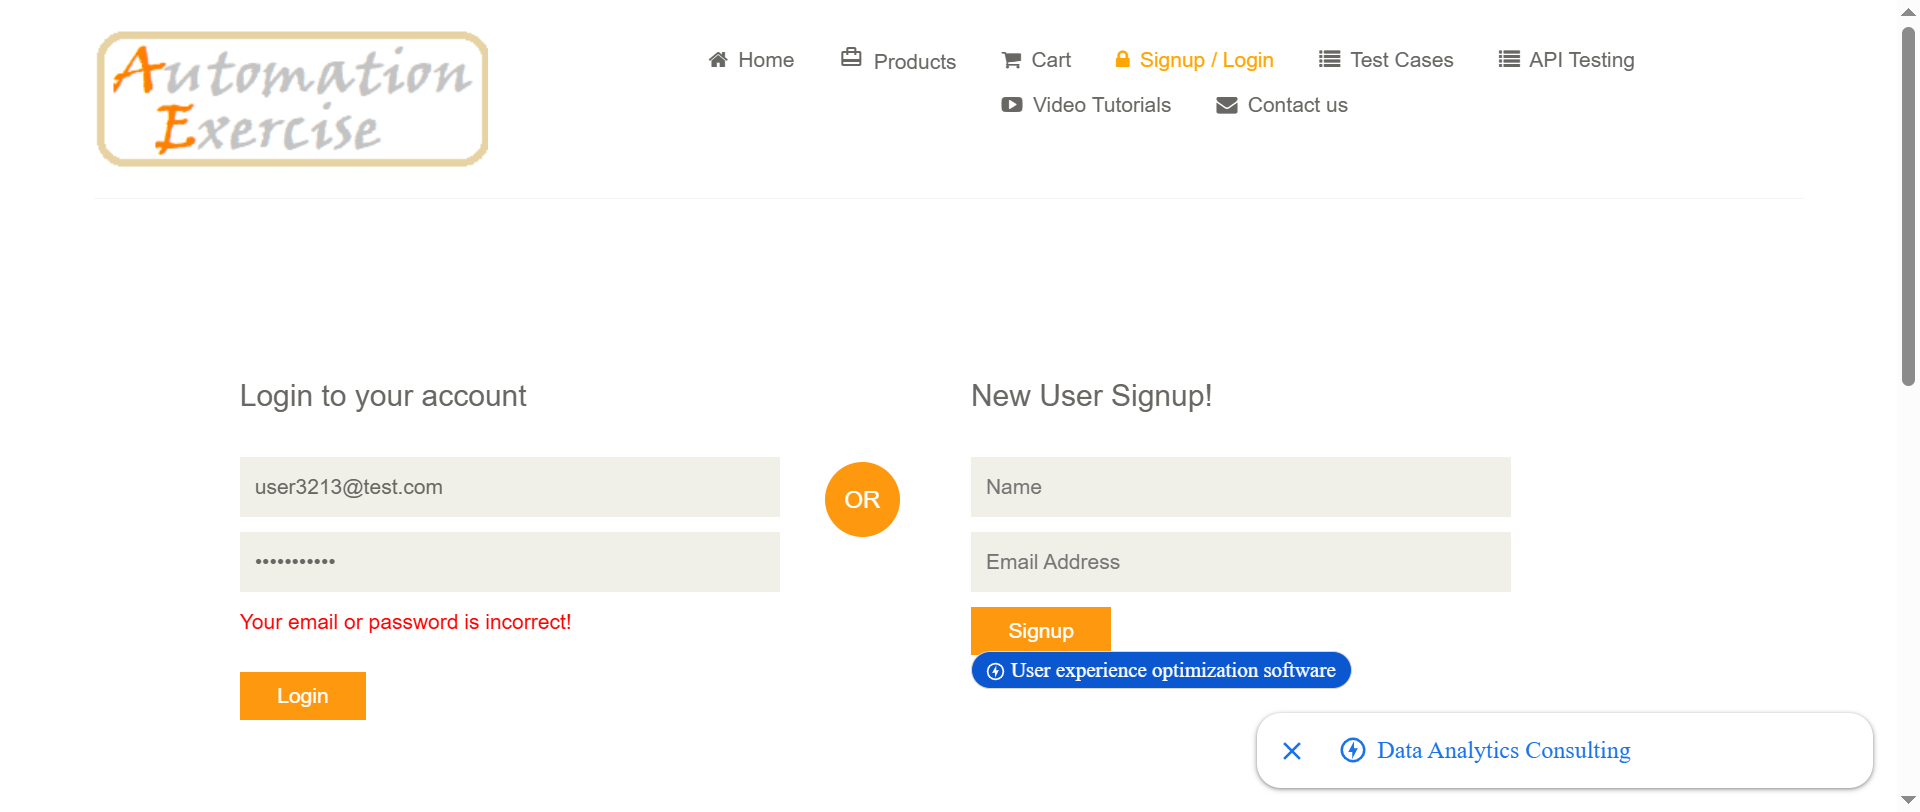 Automation
Exercise
Home
Products
Cart
Signup / Login
Test Cases
API Testing
Video Tutorials
Contact us
Login to your account
user3213@test.com
•••••••••••
Your email or password is incorrect!
Login
OR
New User Signup!
Name
Email Address
Signup
User experience optimization software
Data Analytics Consulting